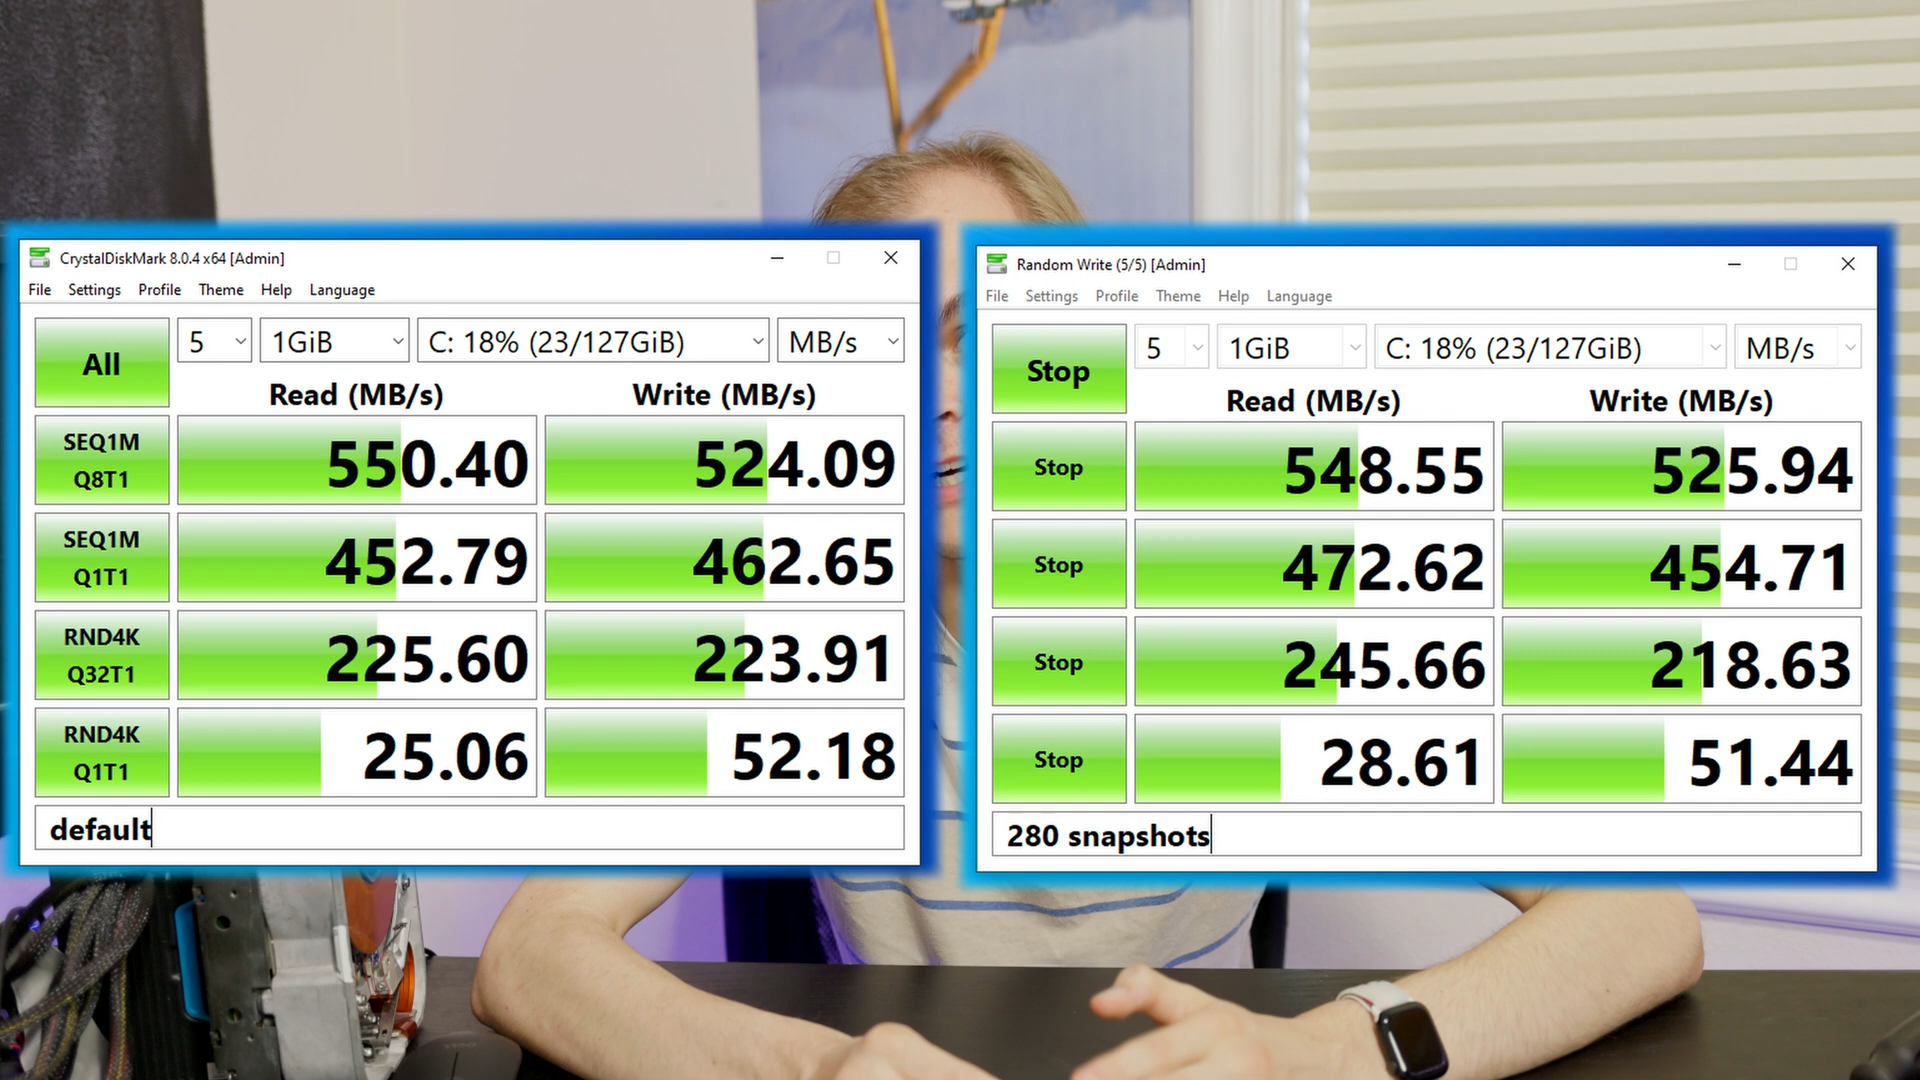 CrystalDiskMark 8.0.4 x64 [Admin]
File Settings Profile Theme Help Language
All 5 1GiB C: 18% (23/127GiB) MB/s
Read (MB/s) Write (MB/s)
SEQ1M
Q8T1
550.40 524.09
SEQ1M
Q1T1
452.79 462.65
RND4K
Q32T1
225.60 223.91
RND4K
Q1T1
25.06 52.18
default
Random Write (5/5) [Admin]
File Settings Profile Theme Help Language
Stop 5 1GiB C: 18% (23/127GiB) MB/s
Read (MB/s) Write (MB/s)
Stop 548.55 525.94
Stop 472.62 454.71
Stop 245.66 218.63
Stop 28.61 51.44
280 snapshots